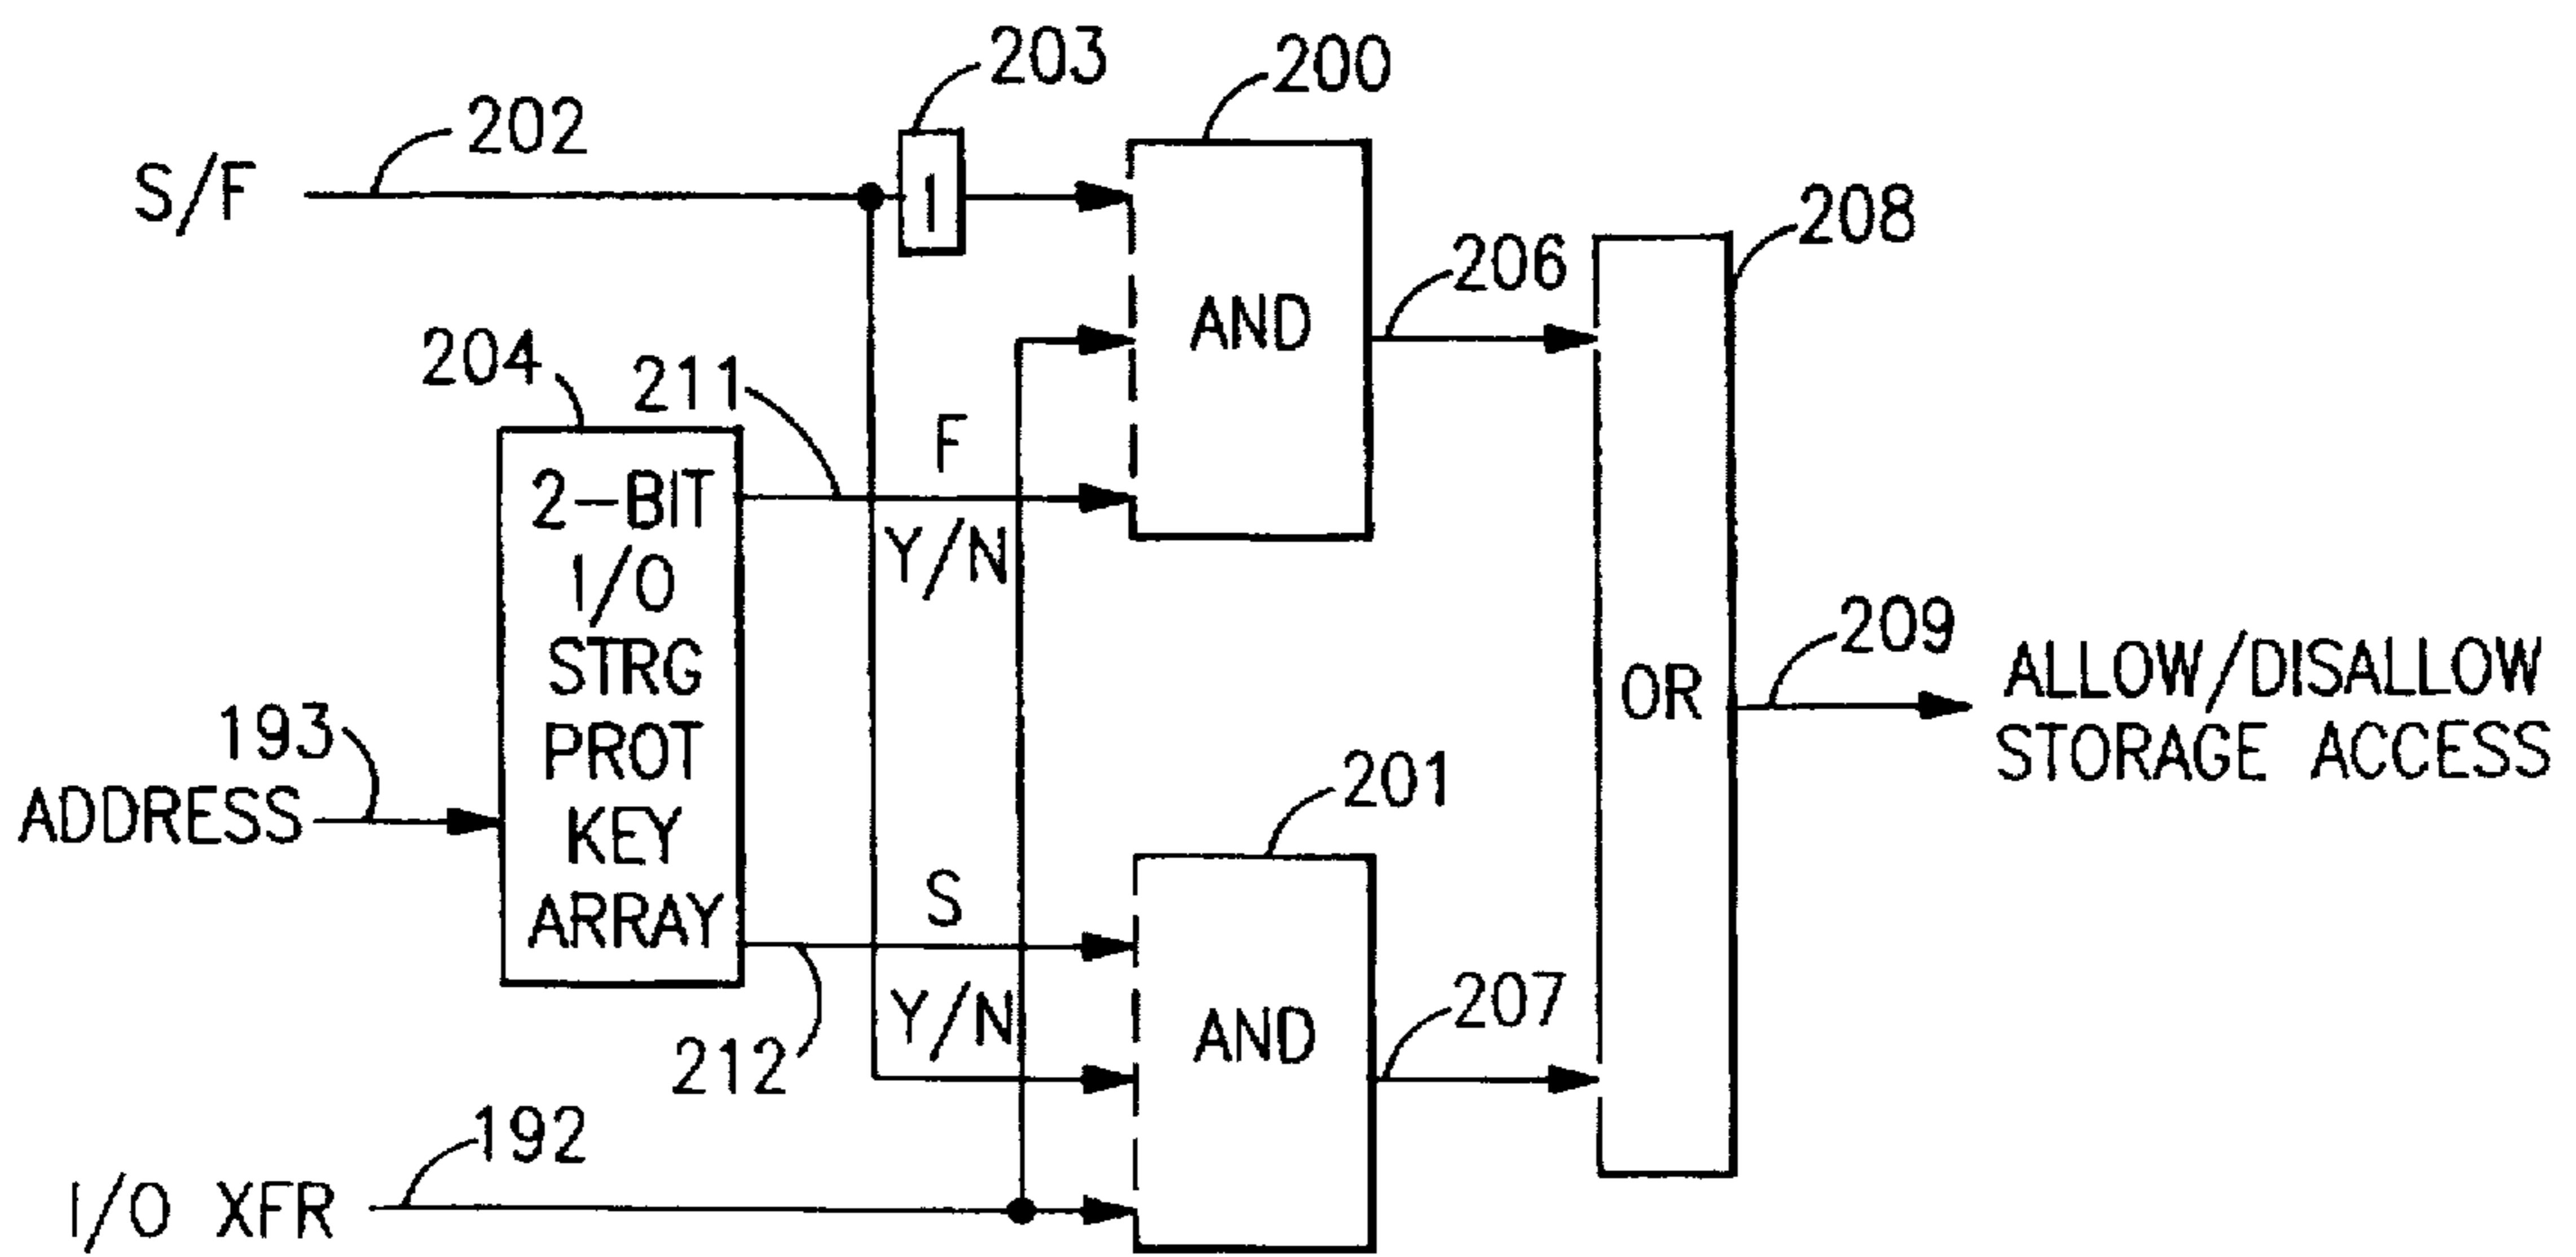 203
200
202
S/F
1
208
206
AND
204
211
F
2-BIT
Y/N
I/O
STRG
209
ALLOW/DISALLOW
OR
193
PROT
STORAGE ACCESS
201
ADDRESS
KEY
S
ARRAY
207
Y/N
AND
212
192
I/O XFR